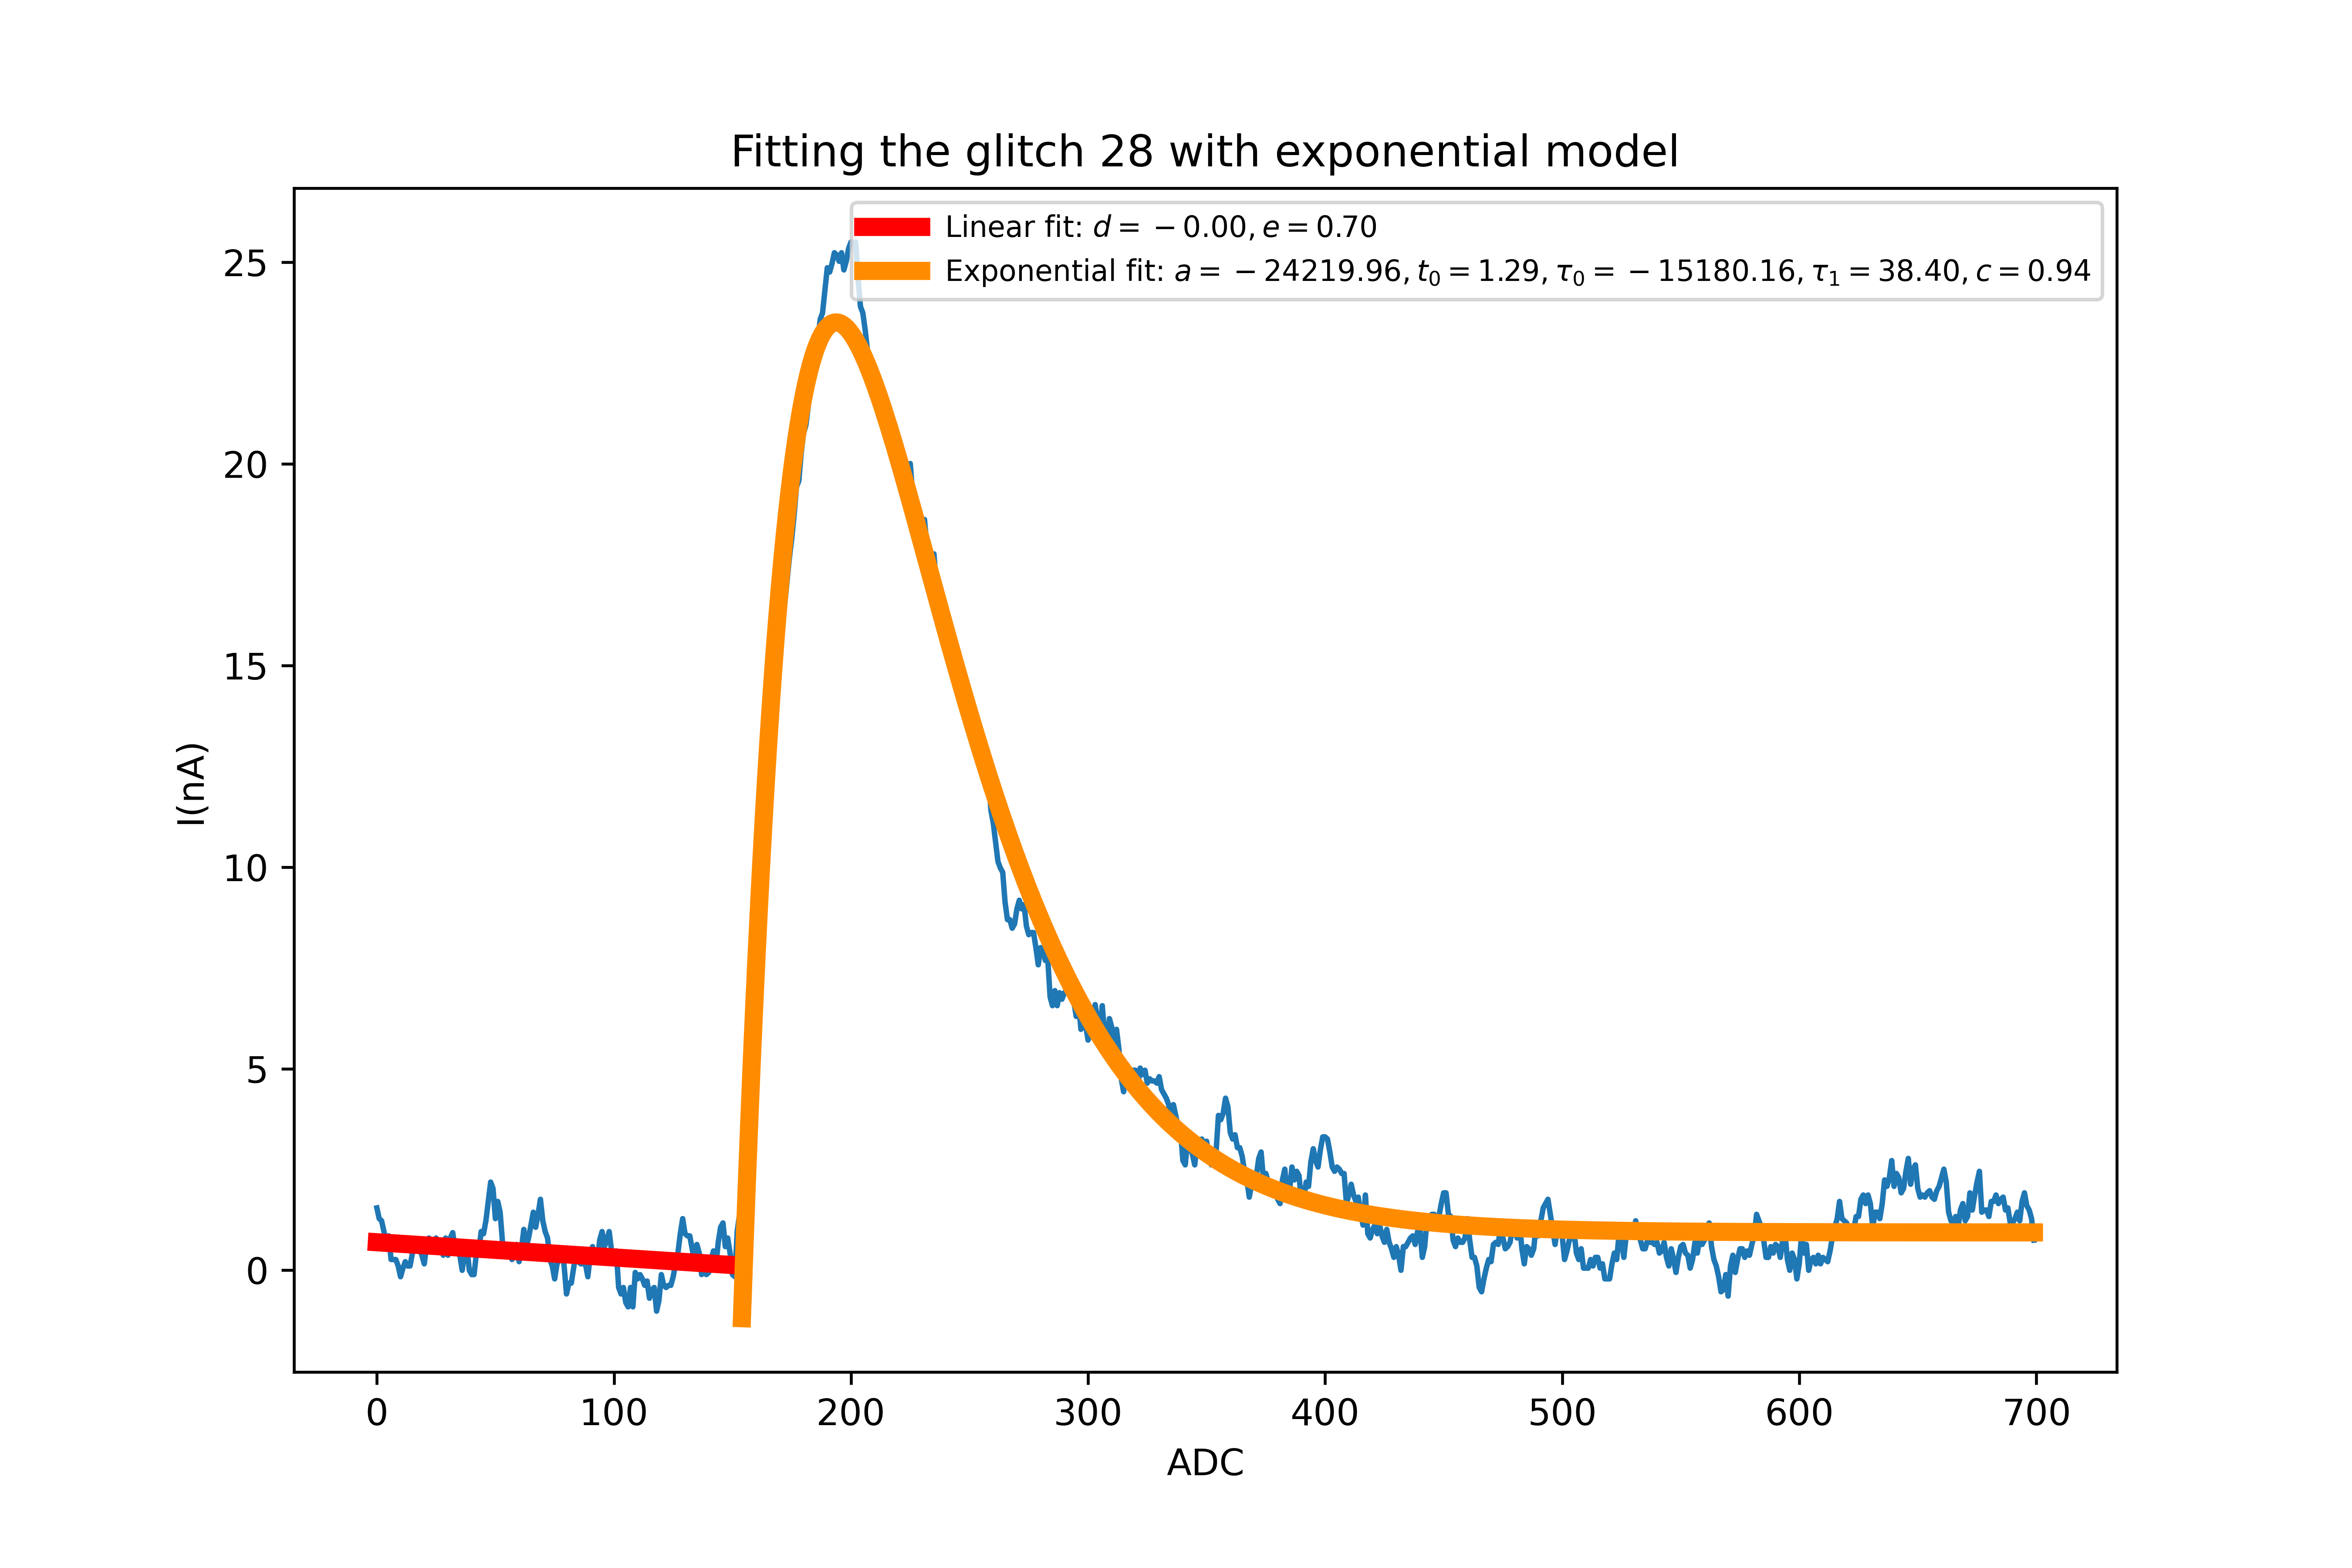 Fitting the glitch 28 with exponential model
Linear fit: d = −0.00, e = 0.70
Exponential fit: a = −24219.96, t₀ = 1.29, τ₀ = −15180.16, τ₁ = 38.40, c = 0.94
25
20
15
10
5
0
I(nA)
0 100 200 300 400 500 600 700
ADC